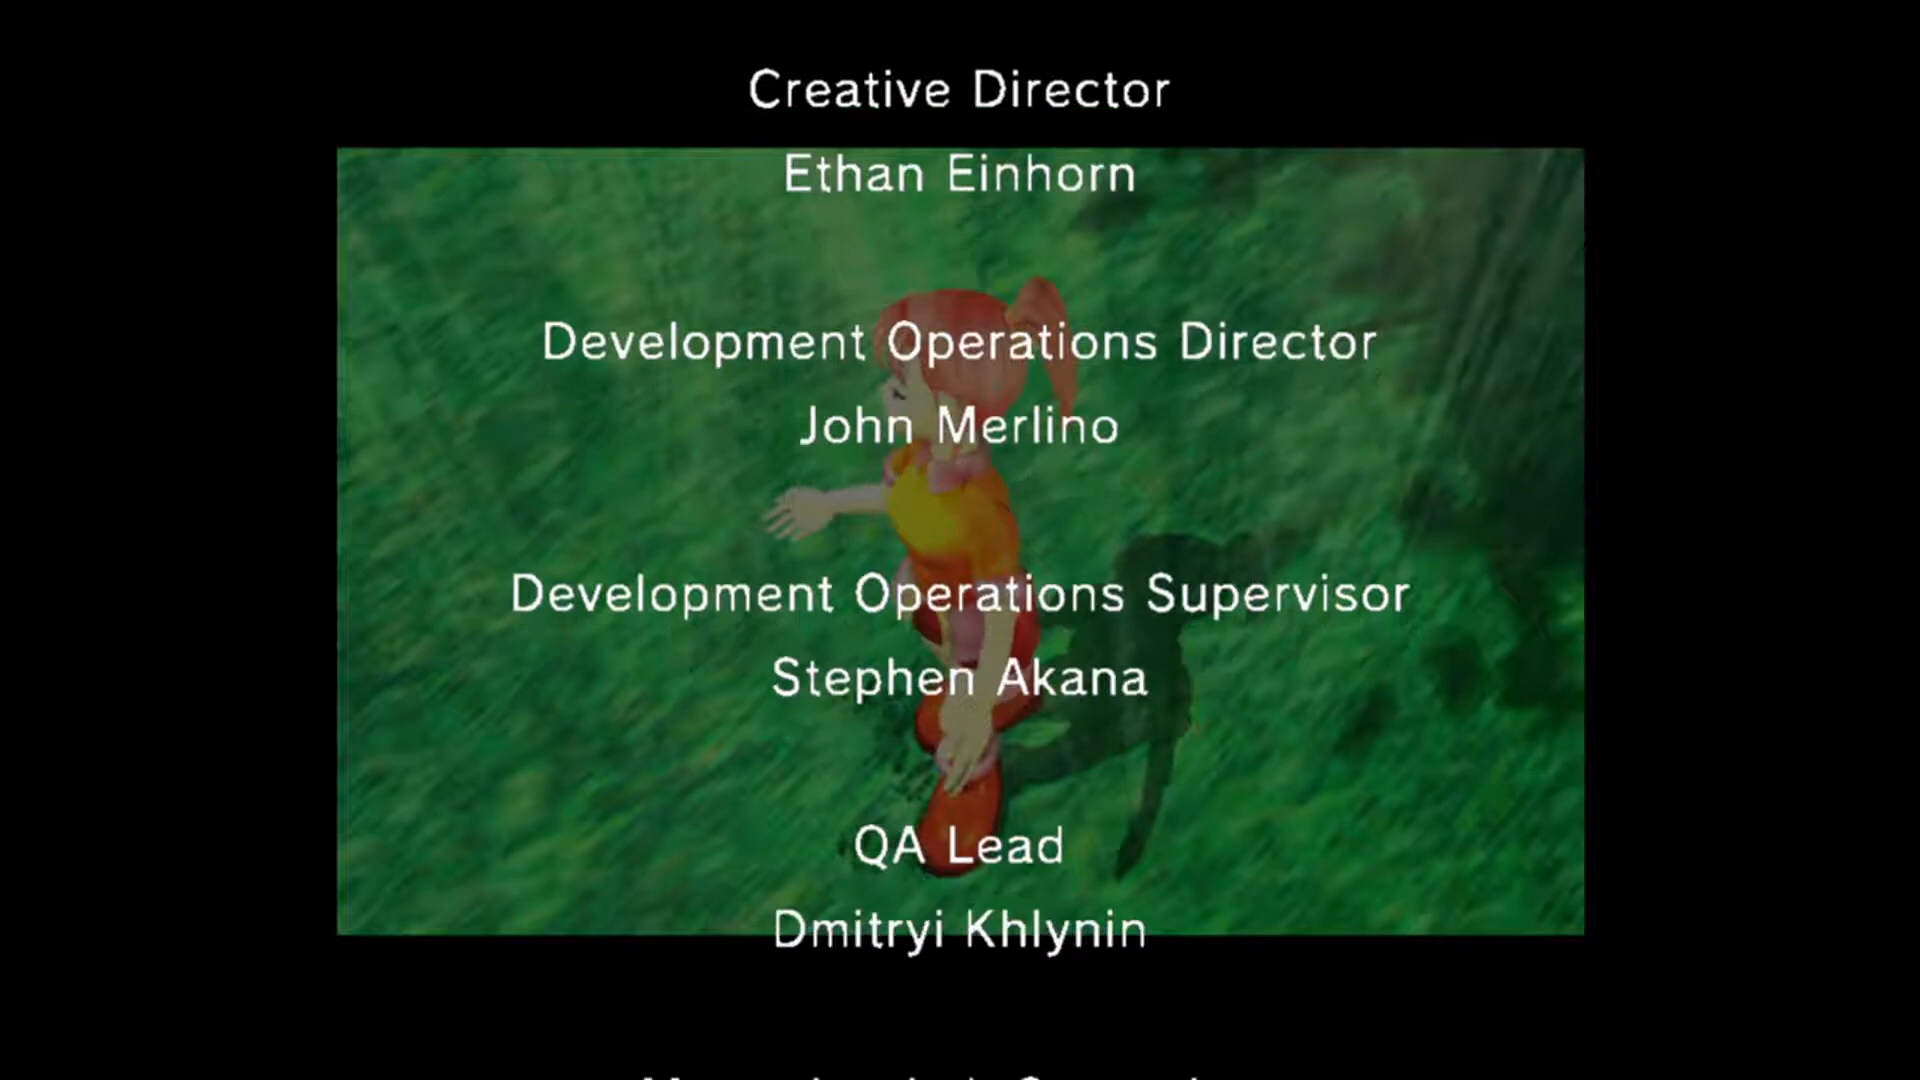 Creative Director
Ethan Einhorn
Development Operations Director
John Merlino
Development Operations Supervisor
Stephen Akana
QA Lead
Dmitryi Khlynin